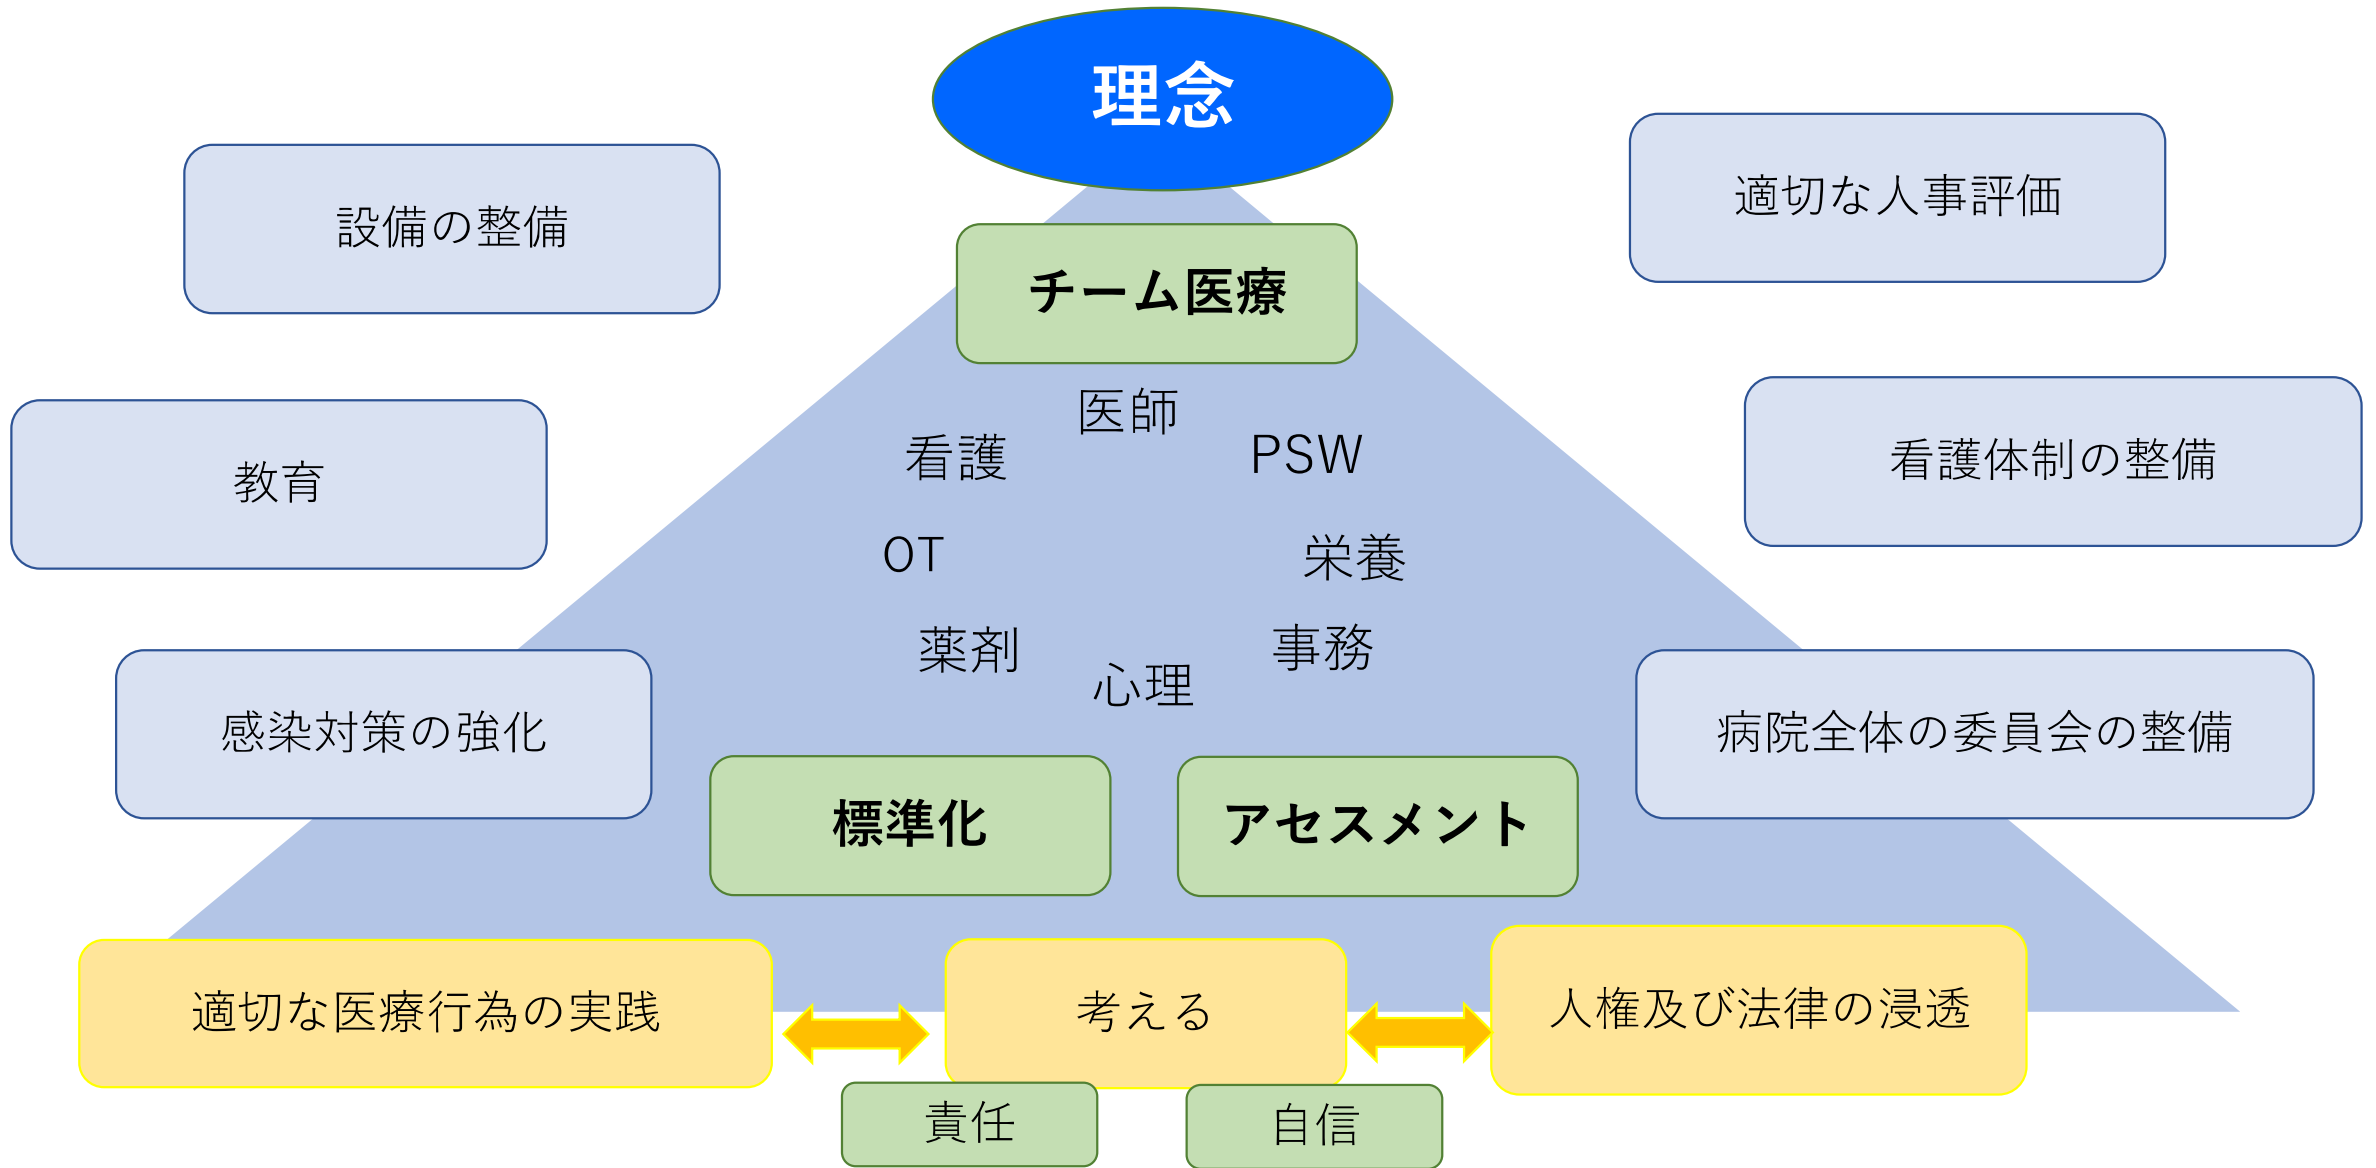 理念
設備の整備
適切な人事評価
チーム医療
医師
看護
PSW
教育
看護体制の整備
OT
栄養
薬剤
事務
心理
感染対策の強化
病院全体の委員会の整備
標準化
アセスメント
適切な医療行為の実践
考える
人権及び法律の浸透
責任
自信